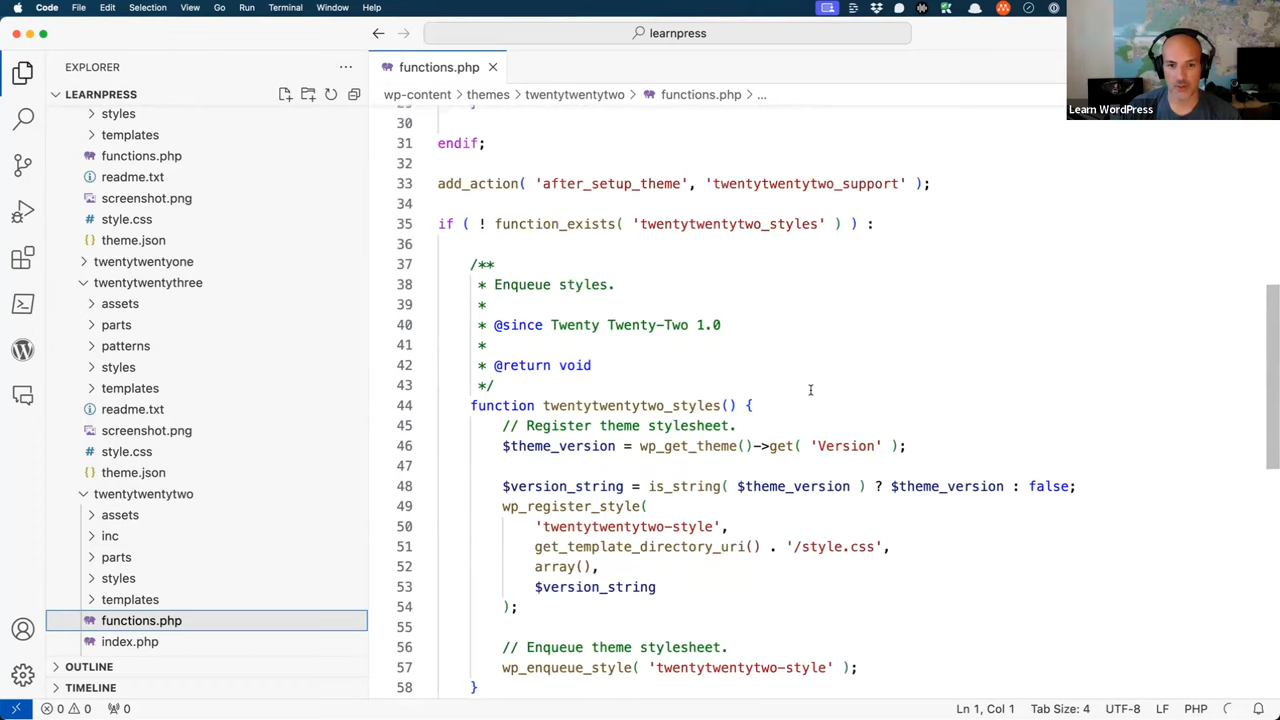 Code File Edit Selection View Go Run Terminal Window Help
learnpress
EXPLORER
LEARNPRESS
styles
templates
functions.php
readme.txt
screenshot.png
style.css
theme.json
twentytwentyone
twentytwentythree
assets
parts
patterns
styles
templates
readme.txt
screenshot.png
style.css
theme.json
twentytwentytwo
assets
inc
parts
styles
templates
functions.php
index.php
OUTLINE
TIMELINE
functions.php
wp-content > themes > twentytwentytwo > functions.php > ...
30
31 endif;
32
33 add_action( 'after_setup_theme', 'twentytwentytwo_support' );
34
35 if ( ! function_exists( 'twentytwentytwo_styles' ) ) :
36
37 /**
38 * Enqueue styles.
39 *
40 * @since Twenty Twenty-Two 1.0
41 *
42 * @return void
43 */
44 function twentytwentytwo_styles() {
45 // Register theme stylesheet.
46 $theme_version = wp_get_theme()->get( 'Version' );
47
48 $version_string = is_string( $theme_version ) ? $theme_version : false;
49 wp_register_style(
50 'twentytwentytwo-style',
51 get_template_directory_uri() . '/style.css',
52 array(),
53 $version_string
54 );
55
56 // Enqueue theme stylesheet.
57 wp_enqueue_style( 'twentytwentytwo-style' );
58 }
Learn WordPress
0 0 0 Ln 1, Col 1 Tab Size: 4 UTF-8 LF PHP